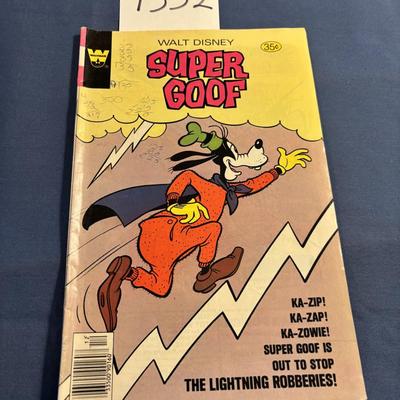 1332
WALT DISNEY
35¢
SUPER
GOOF
KA-ZIP!
KA-ZAP!
KA-ZOWIE!
SUPER GOOF IS
OUT TO STOP
THE LIGHTNING ROBBERIES!